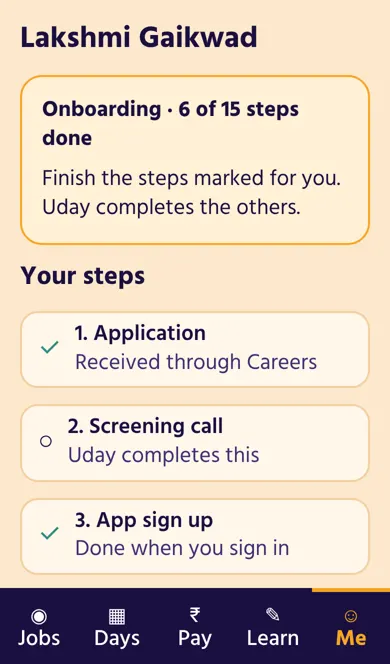 Lakshmi Gaikwad
Onboarding · 6 of 15 steps
done
Finish the steps marked for you.
Uday completes the others.
Your steps
1. Application
Received through Careers
2. Screening call
Uday completes this
3. App sign up
Done when you sign in
Jobs
Days
₹
Pay
Learn
Me